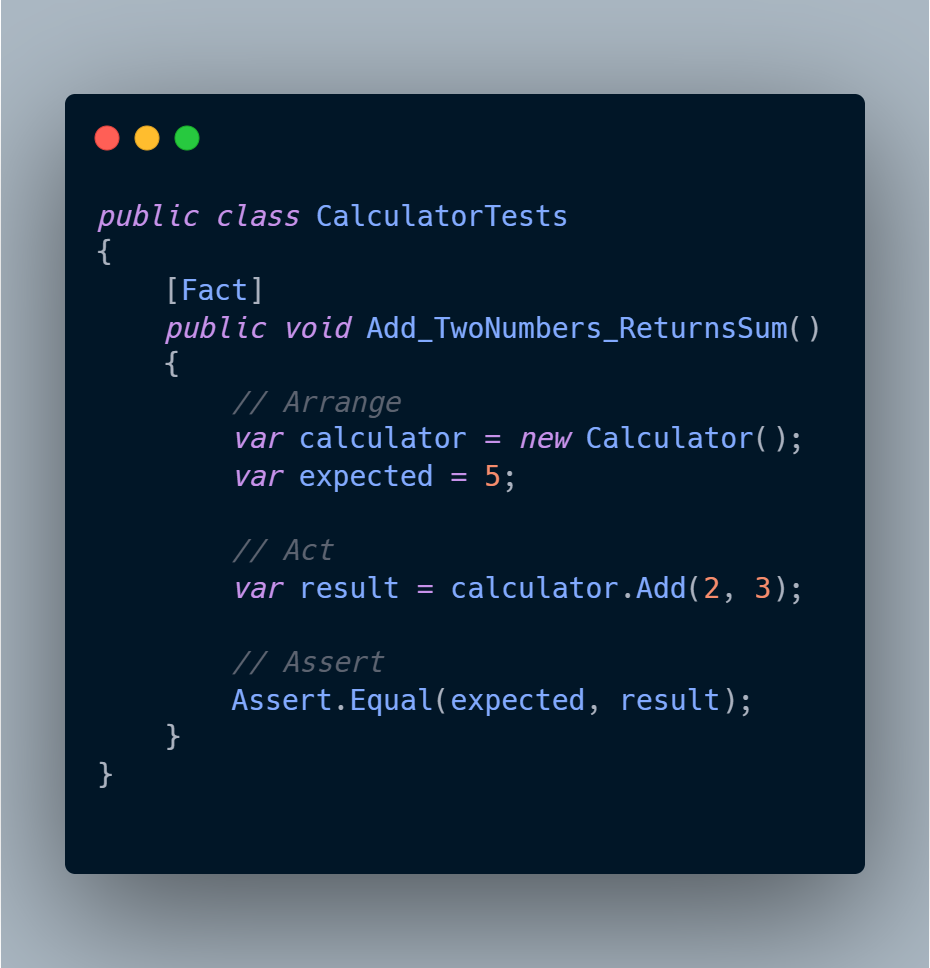 public class CalculatorTests
{
    [Fact]
    public void Add_TwoNumbers_ReturnsSum()
    {
        // Arrange
        var calculator = new Calculator();
        var expected = 5;

        // Act
        var result = calculator.Add(2, 3);

        // Assert
        Assert.Equal(expected, result);
    }
}